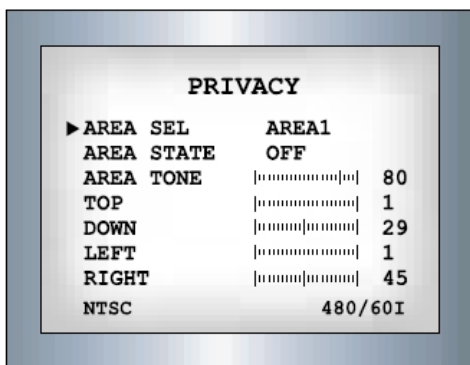 PRIVACY
▶AREA SEL AREA1
AREA STATE OFF
AREA TONE 80
TOP 1
DOWN 29
LEFT 1
RIGHT 45
NTSC 480/60I